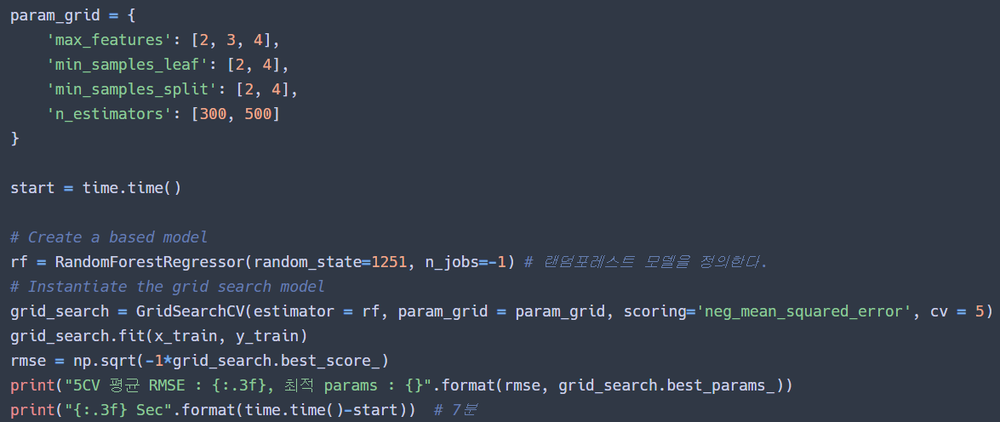 param_grid = {
    'max_features': [2, 3, 4],
    'min_samples_leaf': [2, 4],
    'min_samples_split': [2, 4],
    'n_estimators': [300, 500]
}
start = time.time()
# Create a based model
rf = RandomForestRegressor(random_state=1251, n_jobs=-1) # 랜덤포레스트 모델을 정의한다.
# Instantiate the grid search model
grid_search = GridSearchCV(estimator = rf, param_grid = param_grid, scoring='neg_mean_squared_error', cv = 5)
grid_search.fit(x_train, y_train)
rmse = np.sqrt(-1*grid_search.best_score_)
print("5CV 평균 RMSE : {:.3f}, 최적 params : {}".format(rmse, grid_search.best_params_))
print("{:.3f} Sec".format(time.time()-start))  # 7분